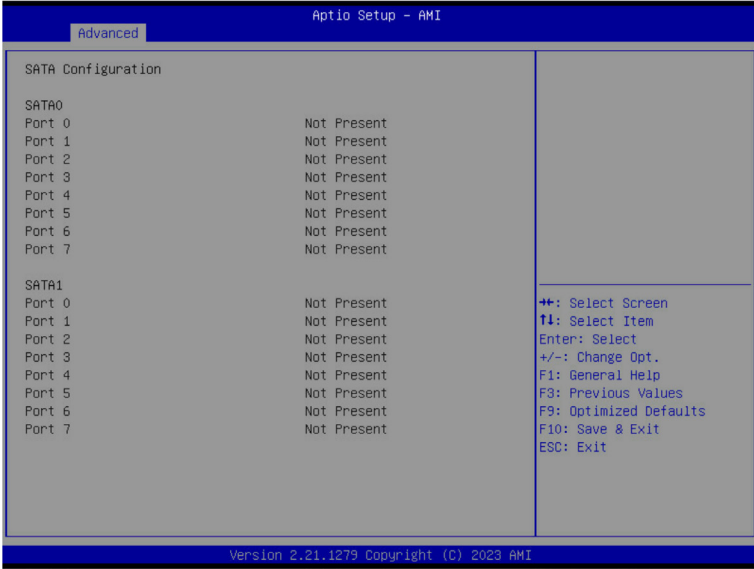 Aptio Setup – AMI
Advanced
SATA Configuration
SATA0
Port 0 Not Present
Port 1 Not Present
Port 2 Not Present
Port 3 Not Present
Port 4 Not Present
Port 5 Not Present
Port 6 Not Present
Port 7 Not Present
SATA1
Port 0 Not Present
Port 1 Not Present
Port 2 Not Present
Port 3 Not Present
Port 4 Not Present
Port 5 Not Present
Port 6 Not Present
Port 7 Not Present
→←: Select Screen
↑↓: Select Item
Enter: Select
+/-: Change Opt.
F1: General Help
F3: Previous Values
F9: Optimized Defaults
F10: Save & Exit
ESC: Exit
Version 2.21.1279 Copyright (C) 2023 AMI